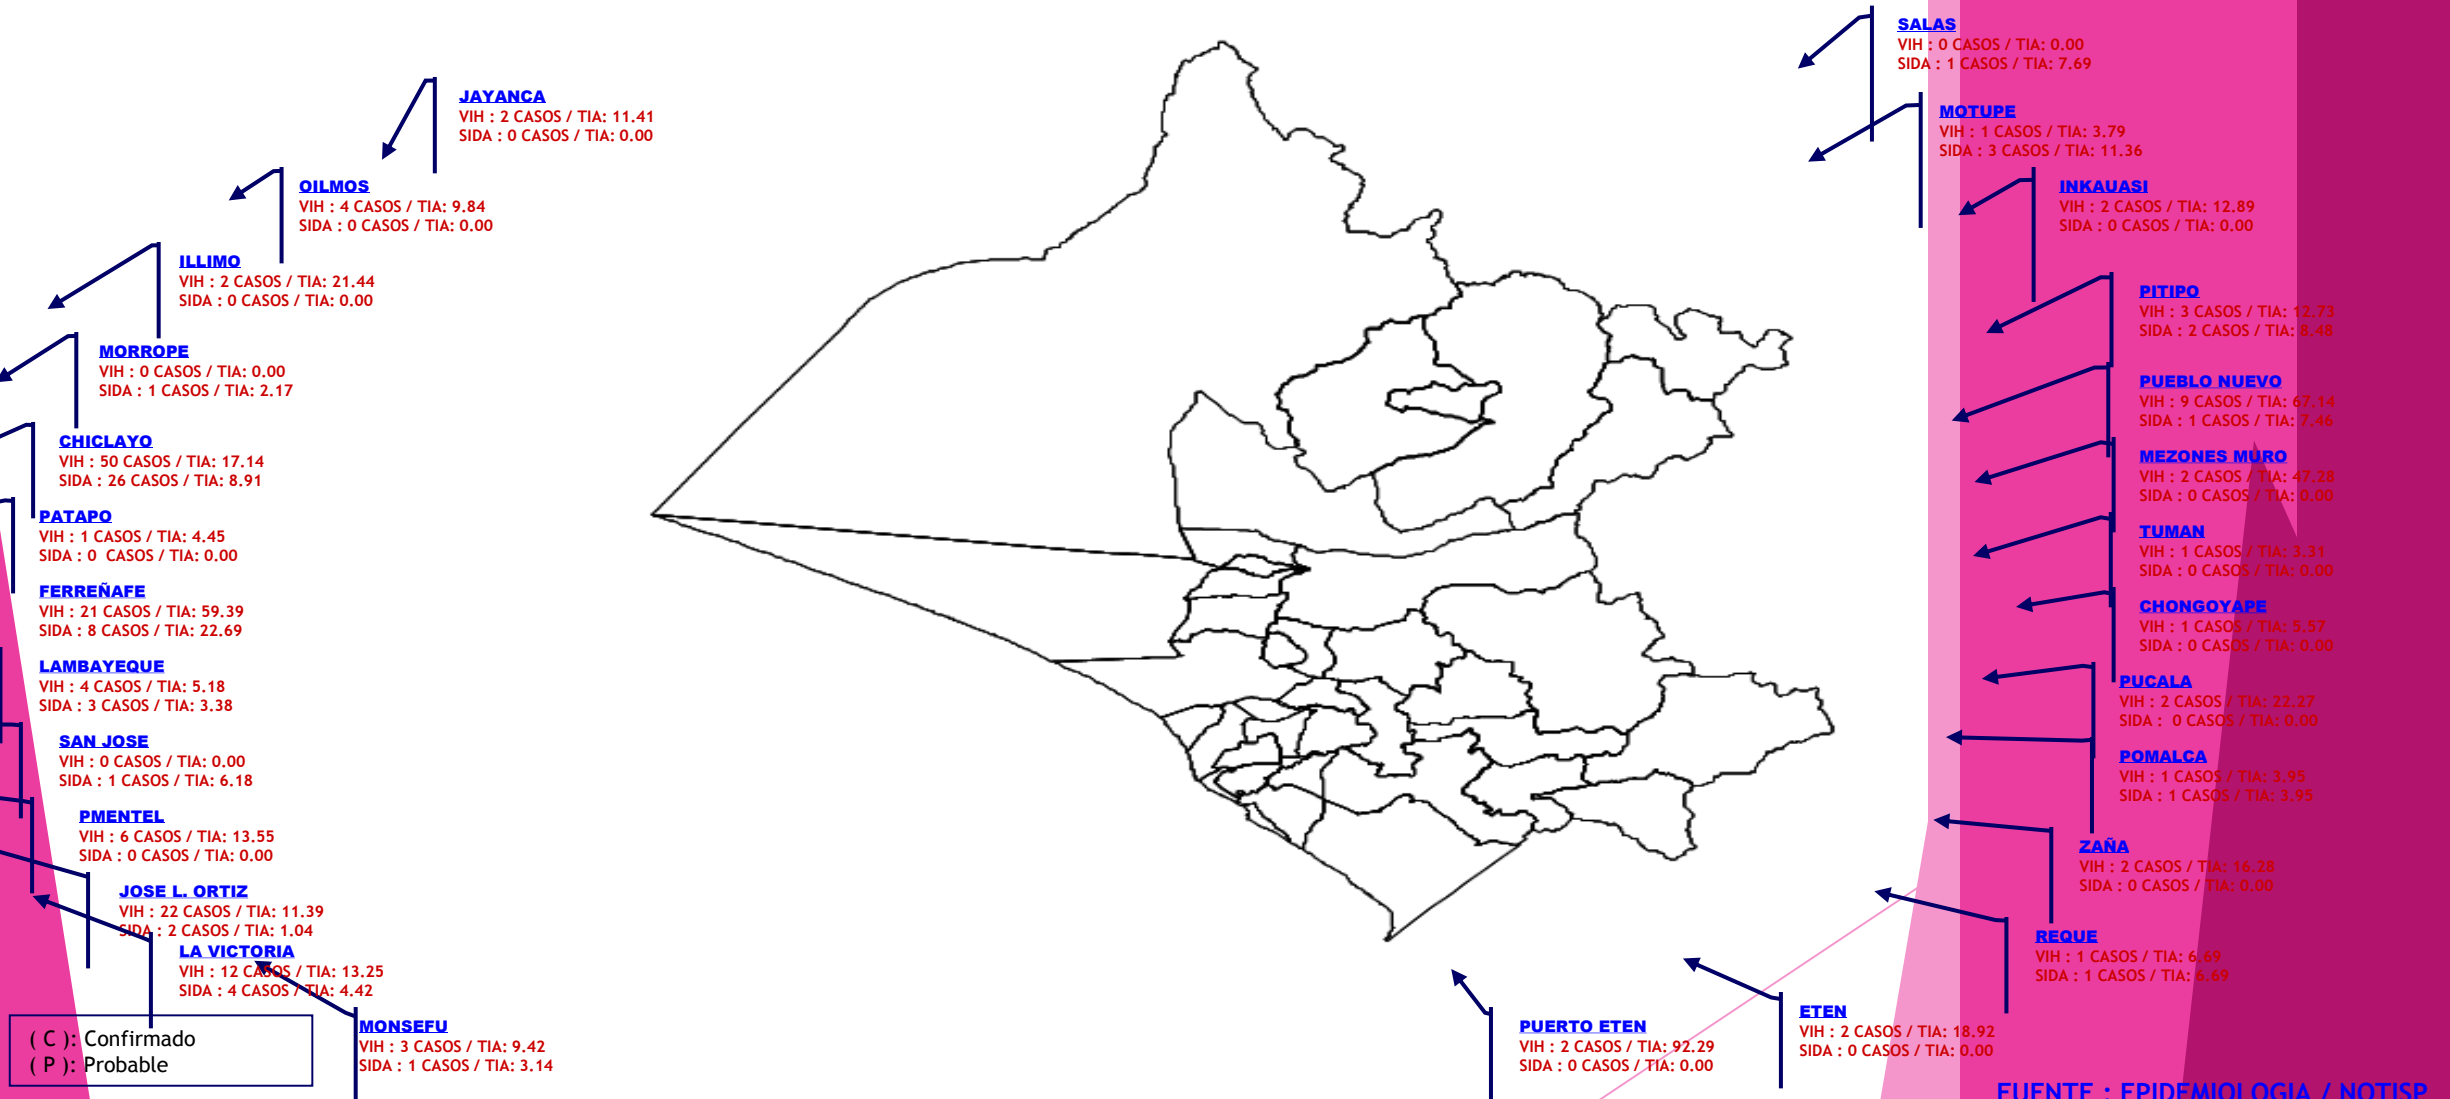 JAYANCA
VIH : 2 CASOS / TIA: 11.41
SIDA : 0 CASOS / TIA: 0.00
OILMOS
VIH : 4 CASOS / TIA: 9.84
SIDA : 0 CASOS / TIA: 0.00
ILLIMO
VIH : 2 CASOS / TIA: 21.44
SIDA : 0 CASOS / TIA: 0.00
MORROPE
VIH : 0 CASOS / TIA: 0.00
SIDA : 1 CASOS / TIA: 2.17
CHICLAYO
VIH : 50 CASOS / TIA: 17.14
SIDA : 26 CASOS / TIA: 8.91
PATAPO
VIH : 1 CASOS / TIA: 4.45
SIDA : 0 CASOS / TIA: 0.00
FERREÑAFE
VIH : 21 CASOS / TIA: 59.39
SIDA : 8 CASOS / TIA: 22.69
LAMBAYEQUE
VIH : 4 CASOS / TIA: 5.18
SIDA : 3 CASOS / TIA: 3.38
SAN JOSE
VIH : 0 CASOS / TIA: 0.00
SIDA : 1 CASOS / TIA: 6.18
PMENTEL
VIH : 6 CASOS / TIA: 13.55
SIDA : 0 CASOS / TIA: 0.00
JOSE L. ORTIZ
VIH : 22 CASOS / TIA: 11.39
SIDA : 2 CASOS / TIA: 1.04
LA VICTORIA
VIH : 12 CASOS / TIA: 13.25
SIDA : 4 CASOS / TIA: 4.42
MONSEFU
VIH : 3 CASOS / TIA: 9.42
SIDA : 1 CASOS / TIA: 3.14
( C ): Confirmado
( P ): Probable
SALAS
VIH : 0 CASOS / TIA: 0.00
SIDA : 1 CASOS / TIA: 7.69
MOTUPE
VIH : 1 CASOS / TIA: 3.79
SIDA : 3 CASOS / TIA: 11.36
INKAUASI
VIH : 2 CASOS / TIA: 12.89
SIDA : 0 CASOS / TIA: 0.00
PITIPO
VIH : 3 CASOS / TIA: 12.73
SIDA : 2 CASOS / TIA: 8.48
PUEBLO NUEVO
VIH : 9 CASOS / TIA: 67.14
SIDA : 1 CASOS / TIA: 7.46
MEZONES MURO
VIH : 2 CASOS / TIA: 47.28
SIDA : 0 CASOS / TIA: 0.00
TUMAN
VIH : 1 CASOS / TIA: 3.31
SIDA : 0 CASOS / TIA: 0.00
CHONGOYAPE
VIH : 1 CASOS / TIA: 5.57
SIDA : 0 CASOS / TIA: 0.00
PUCALA
VIH : 2 CASOS / TIA: 22.27
SIDA : 0 CASOS / TIA: 0.00
POMALCA
VIH : 1 CASOS / TIA: 3.95
SIDA : 1 CASOS / TIA: 3.95
ZAÑA
VIH : 2 CASOS / TIA: 16.28
SIDA : 0 CASOS / TIA: 0.00
REQUE
VIH : 1 CASOS / TIA: 6.69
SIDA : 1 CASOS / TIA: 6.69
ETEN
VIH : 2 CASOS / TIA: 18.92
SIDA : 0 CASOS / TIA: 0.00
PUERTO ETEN
VIH : 2 CASOS / TIA: 92.29
SIDA : 0 CASOS / TIA: 0.00
FUENTE : EPIDEMIOLOGIA / NOTISP